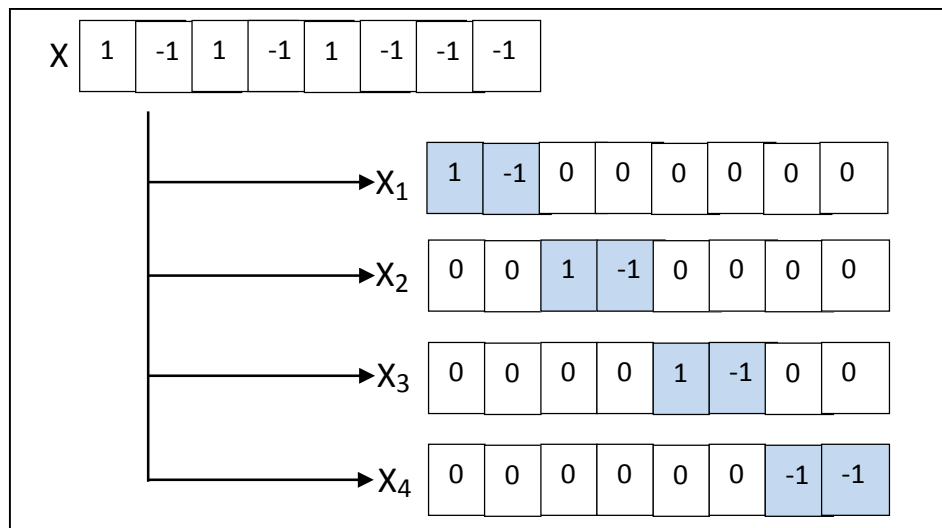 X 1 -1 1 -1 1 -1 -1 -1
X1 1 -1 0 0 0 0 0 0
X2 0 0 1 -1 0 0 0 0
X3 0 0 0 0 1 -1 0 0
X4 0 0 0 0 0 0 -1 -1